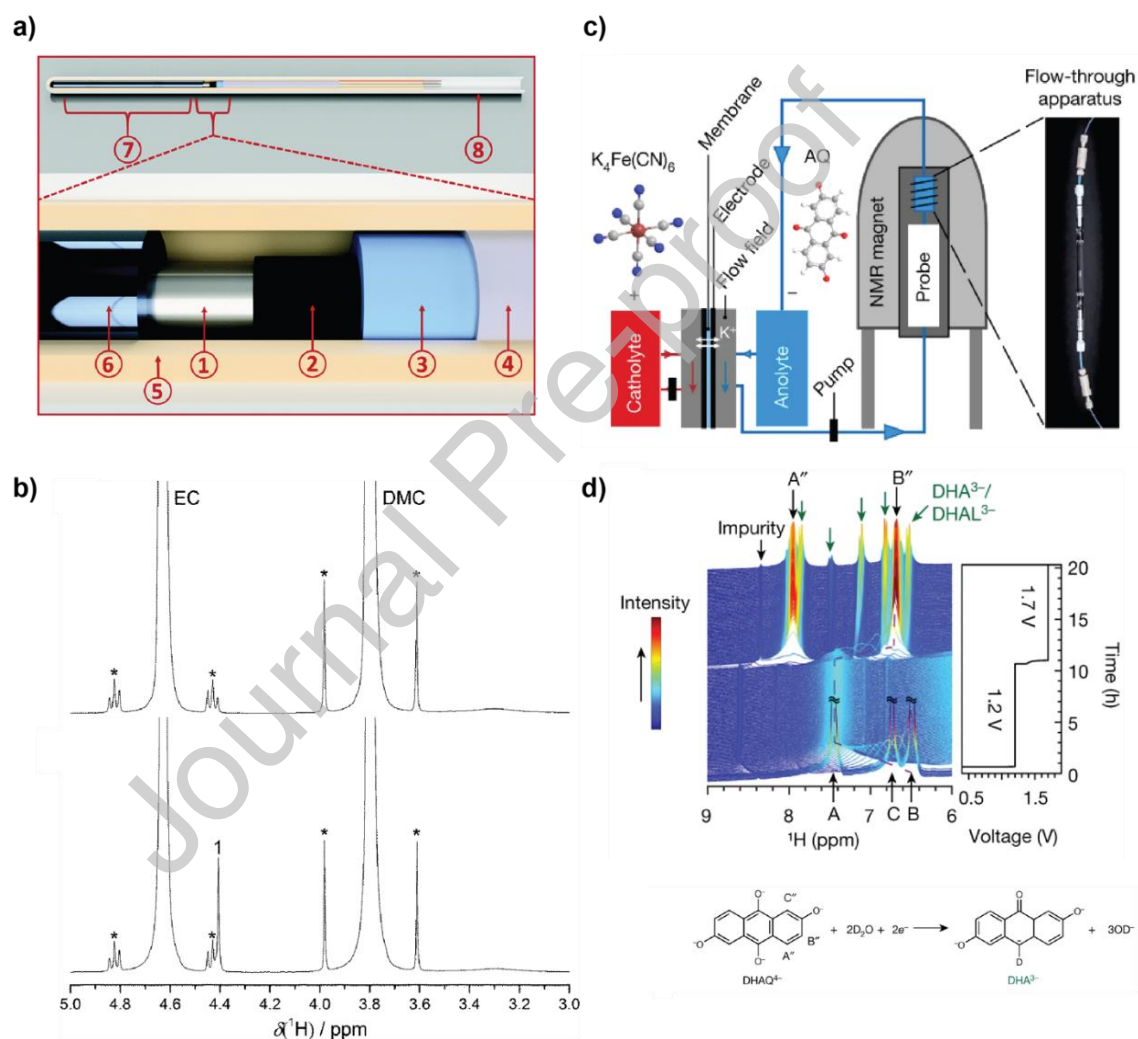 a)
7
8
6
1
5
2
3
4
c)
Membrane
Electrode
Flow field
K₄Fe(CN)₆
AQ
+
−
K⁺
Catholyte
Anolyte
Pump
NMR magnet
Probe
Flow-through
apparatus
b)
EC
DMC
*
*
*
*
*
*
1
*
*
5.0 4.8 4.6 4.4 4.2 4.0 3.8 3.6 3.4 3.2 3.0
δ(¹H) / ppm
d)
A″
B″
DHA³⁻/
DHAL³⁻
Impurity
Intensity
20
15
10
5
0
Time (h)
1.7 V
1.2 V
9 8 7 6
A C B
¹H (ppm)
0.5 1.5
Voltage (V)
O⁻
C″
O⁻
B″
A″
⁻O
O⁻
DHAQ⁴⁻
+ 2D₂O + 2e⁻
O
O⁻
⁻O
D
DHA³⁻
+ 3OD⁻
Journal Pre-proof